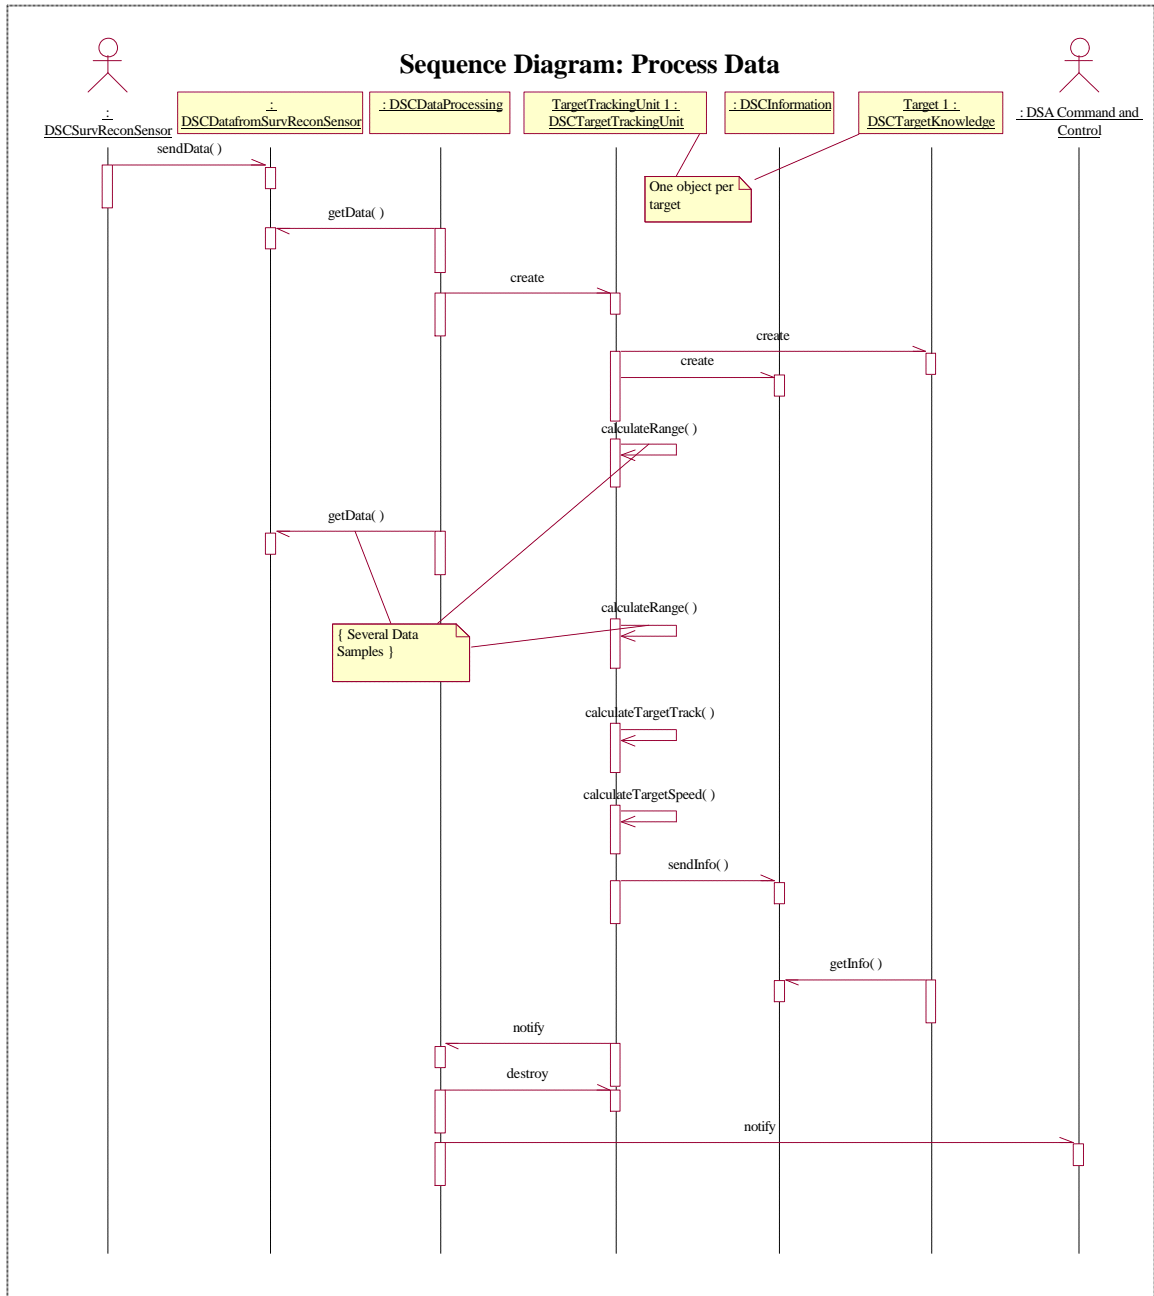 Sequence Diagram: Process Data
:
DSCSurvReconSensor
:
DSCDatafromSurvReconSensor
: DSCDataProcessing
TargetTrackingUnit 1 :
DSCTargetTrackingUnit
: DSCInformation
Target 1 :
DSCTargetKnowledge
: DSA Command and
Control
sendData( )
One object per
target
getData( )
create
create
create
calculateRange( )
getData( )
calculateRange( )
{ Several Data
Samples }
calculateTargetTrack( )
calculateTargetSpeed( )
sendInfo( )
getInfo( )
notify
destroy
notify